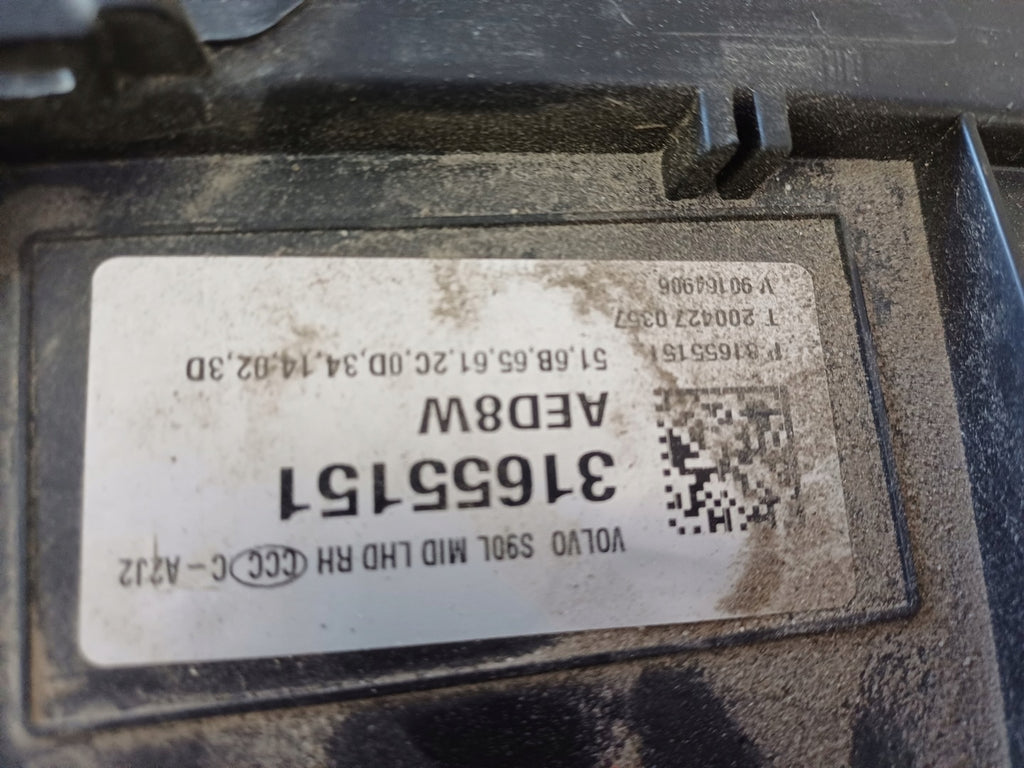 VOLVO S90L MID LHD RH CCC C-A2J2
31655151
AED8W
51,6B,65,61,2C,0D,34,14,02,3D
P 31655151
T 200427 0357
V 90164906